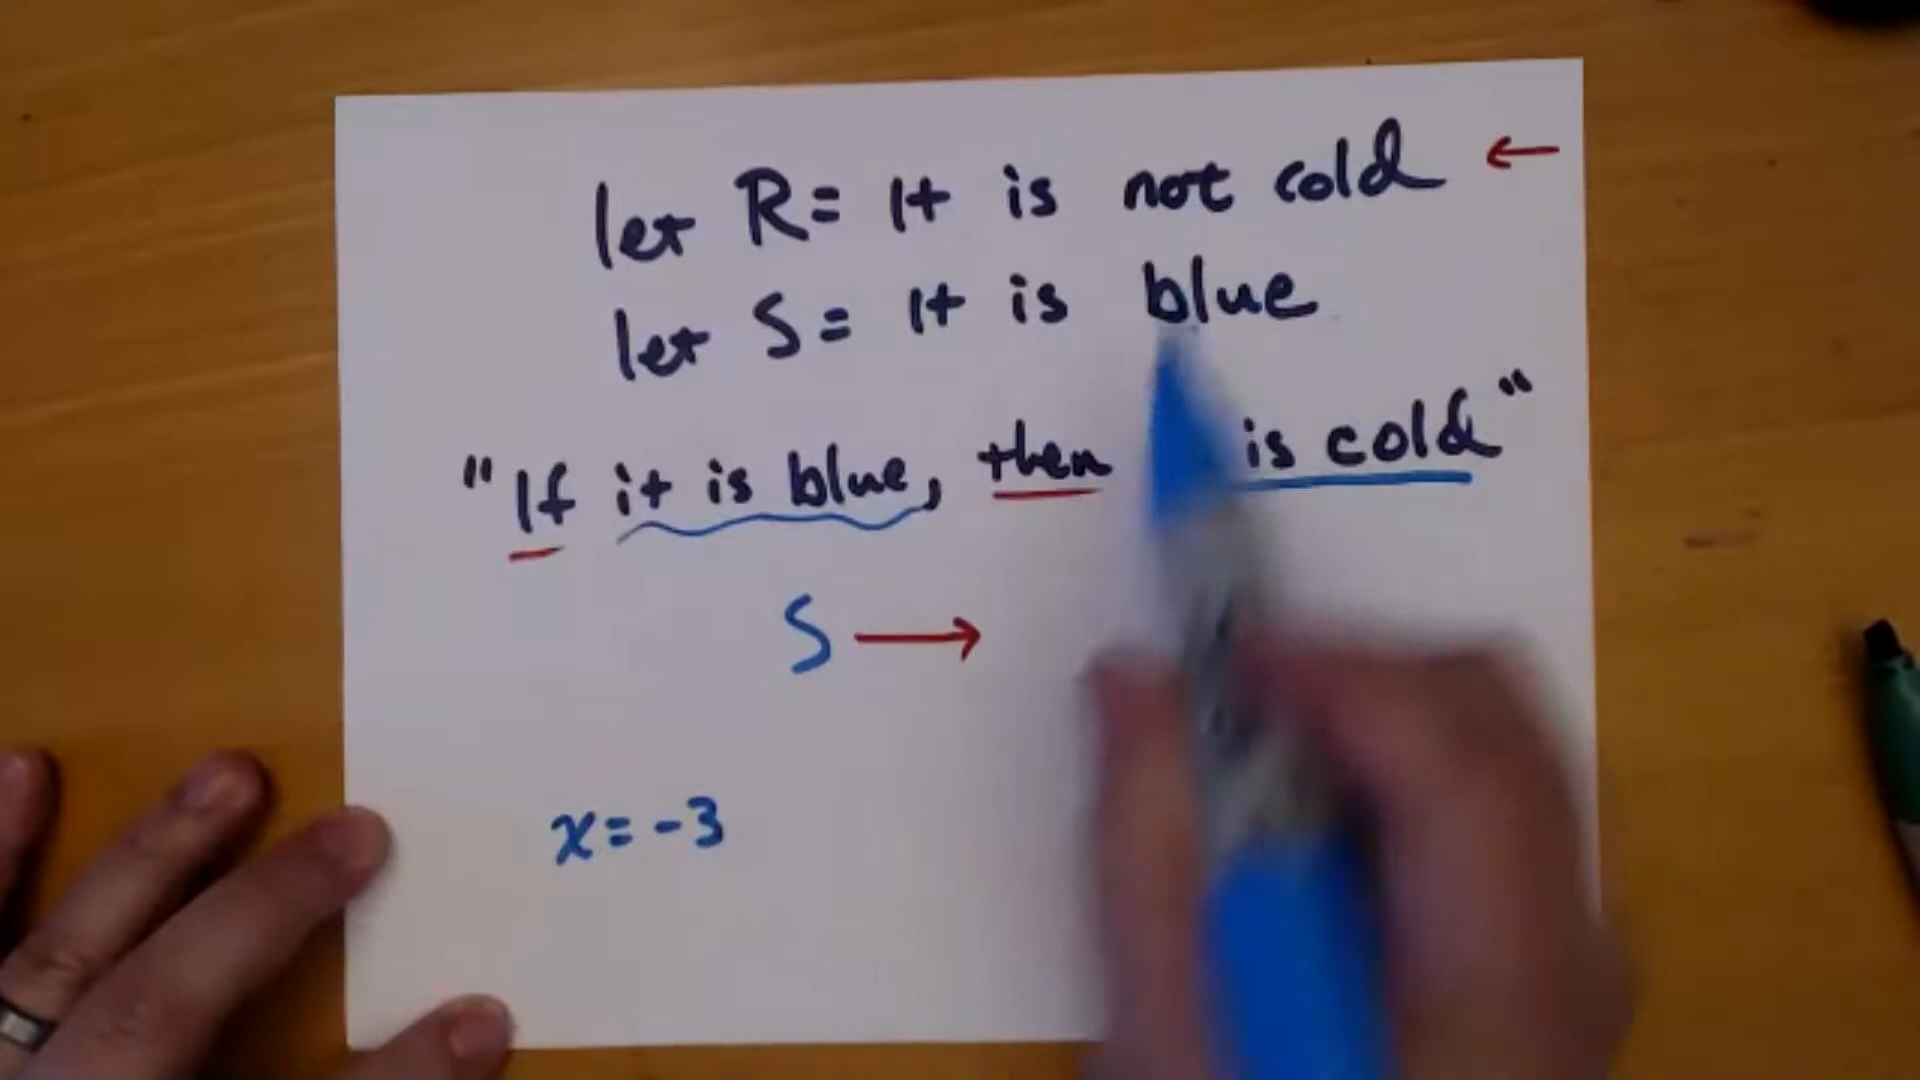 let R = It is not cold ←
let S = It is blue
"If it is blue, then is cold"
S →
x = -3